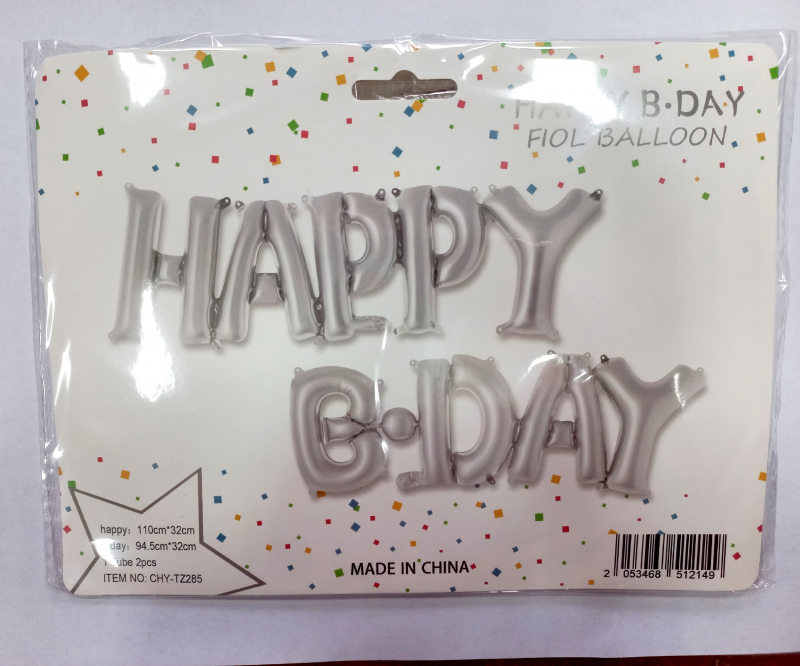 HAPPY B·DAY
FIOL BALLOON
HAPPY
B·DAY
happy: 110cm*32cm
day: 94.5cm*32cm
2pcs
ITEM NO: CHY-TZ285
MADE IN CHINA
2 053468 512149